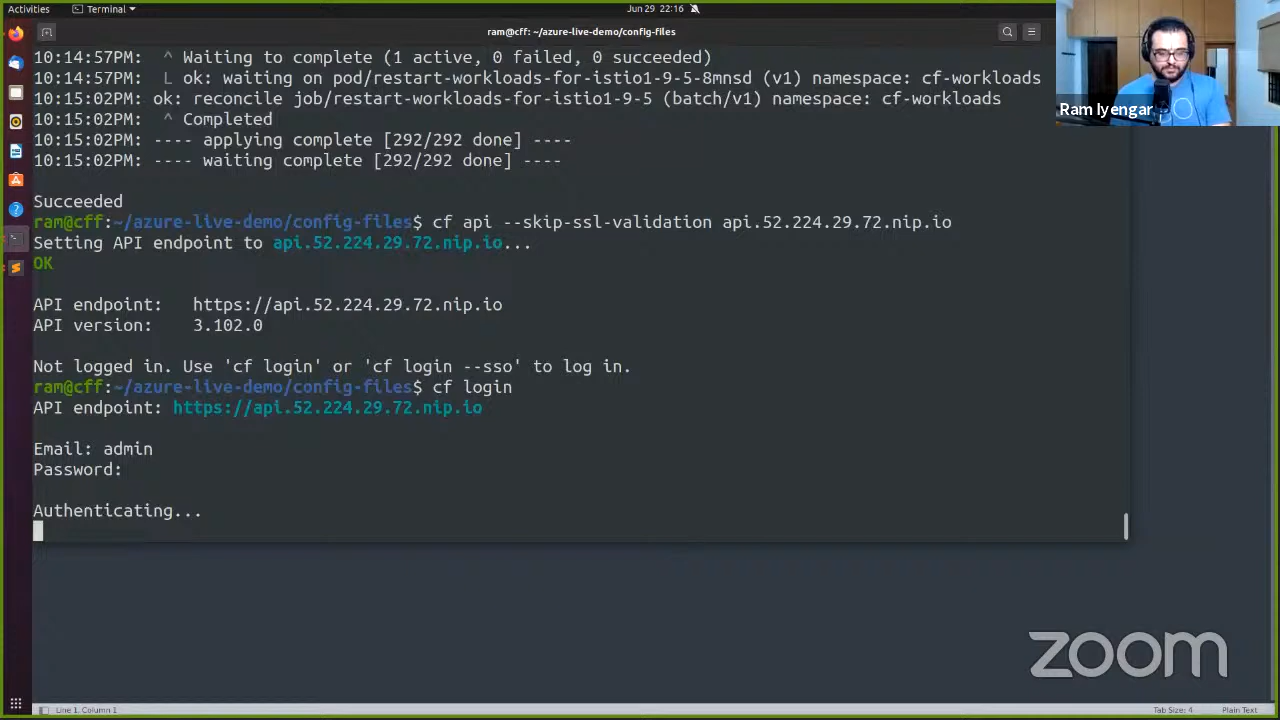 Activities
Terminal
Jun 29 22:16
ram@cff: ~/azure-live-demo/config-files
10:14:57PM:  ^ Waiting to complete (1 active, 0 failed, 0 succeeded)
10:14:57PM:  L ok: waiting on pod/restart-workloads-for-istio1-9-5-8mnsd (v1) namespace: cf-workloads
10:15:02PM: ok: reconcile job/restart-workloads-for-istio1-9-5 (batch/v1) namespace: cf-workloads
10:15:02PM:  ^ Completed
10:15:02PM: ---- applying complete [292/292 done] ----
10:15:02PM: ---- waiting complete [292/292 done] ----
Succeeded
ram@cff:~/azure-live-demo/config-files$ cf api --skip-ssl-validation api.52.224.29.72.nip.io
Setting API endpoint to api.52.224.29.72.nip.io...
OK
API endpoint:   https://api.52.224.29.72.nip.io
API version:    3.102.0
Not logged in. Use 'cf login' or 'cf login --sso' to log in.
ram@cff:~/azure-live-demo/config-files$ cf login
API endpoint: https://api.52.224.29.72.nip.io
Email: admin
Password:
Authenticating...
Ram Iyengar
zoom
Line 1, Column 1
Tab Size: 4
Plain Text